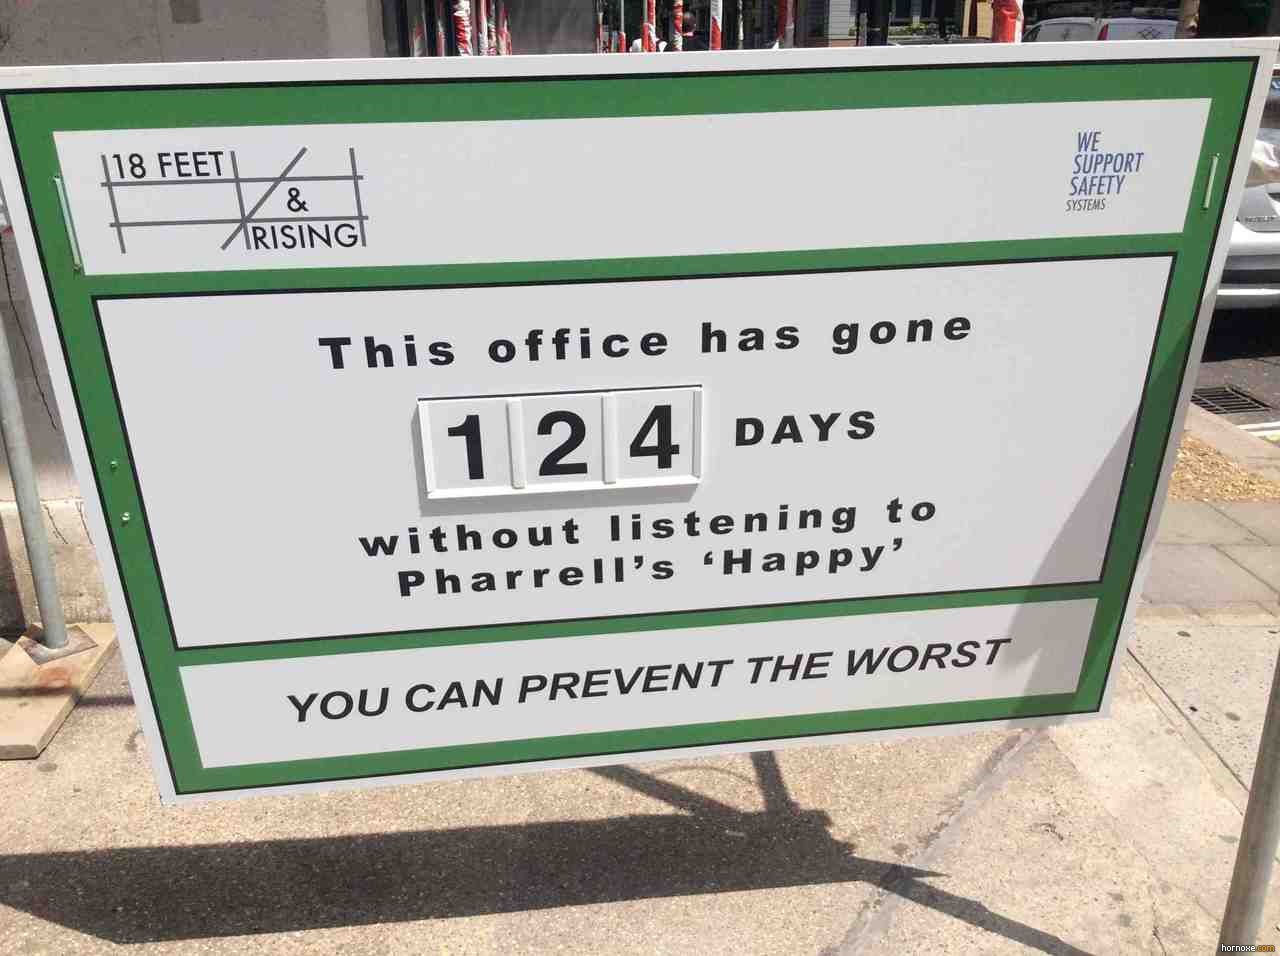 18 FEET
&
RISING
WE
SUPPORT
SAFETY
SYSTEMS
This office has gone
124 DAYS
without listening to
Pharrell's 'Happy'
YOU CAN PREVENT THE WORST
hornoxe.com